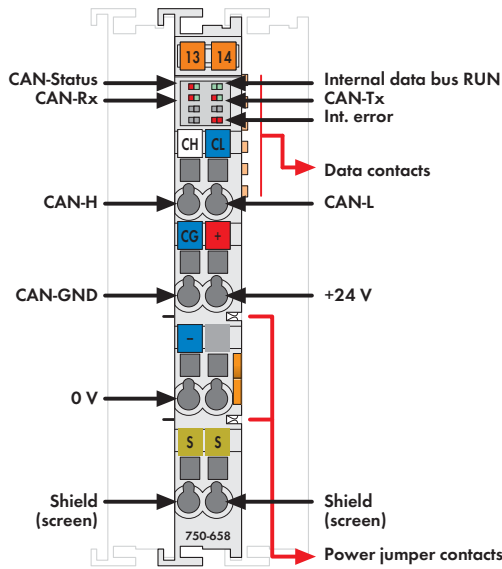 13 14
CAN-Status
Internal data bus RUN
CAN-Rx
CAN-Tx
Int. error
CH CL
Data contacts
CAN-H
CAN-L
CG +
CAN-GND
+24 V
–
0 V
S S
Shield
(screen)
Shield
(screen)
750-658
Power jumper contacts